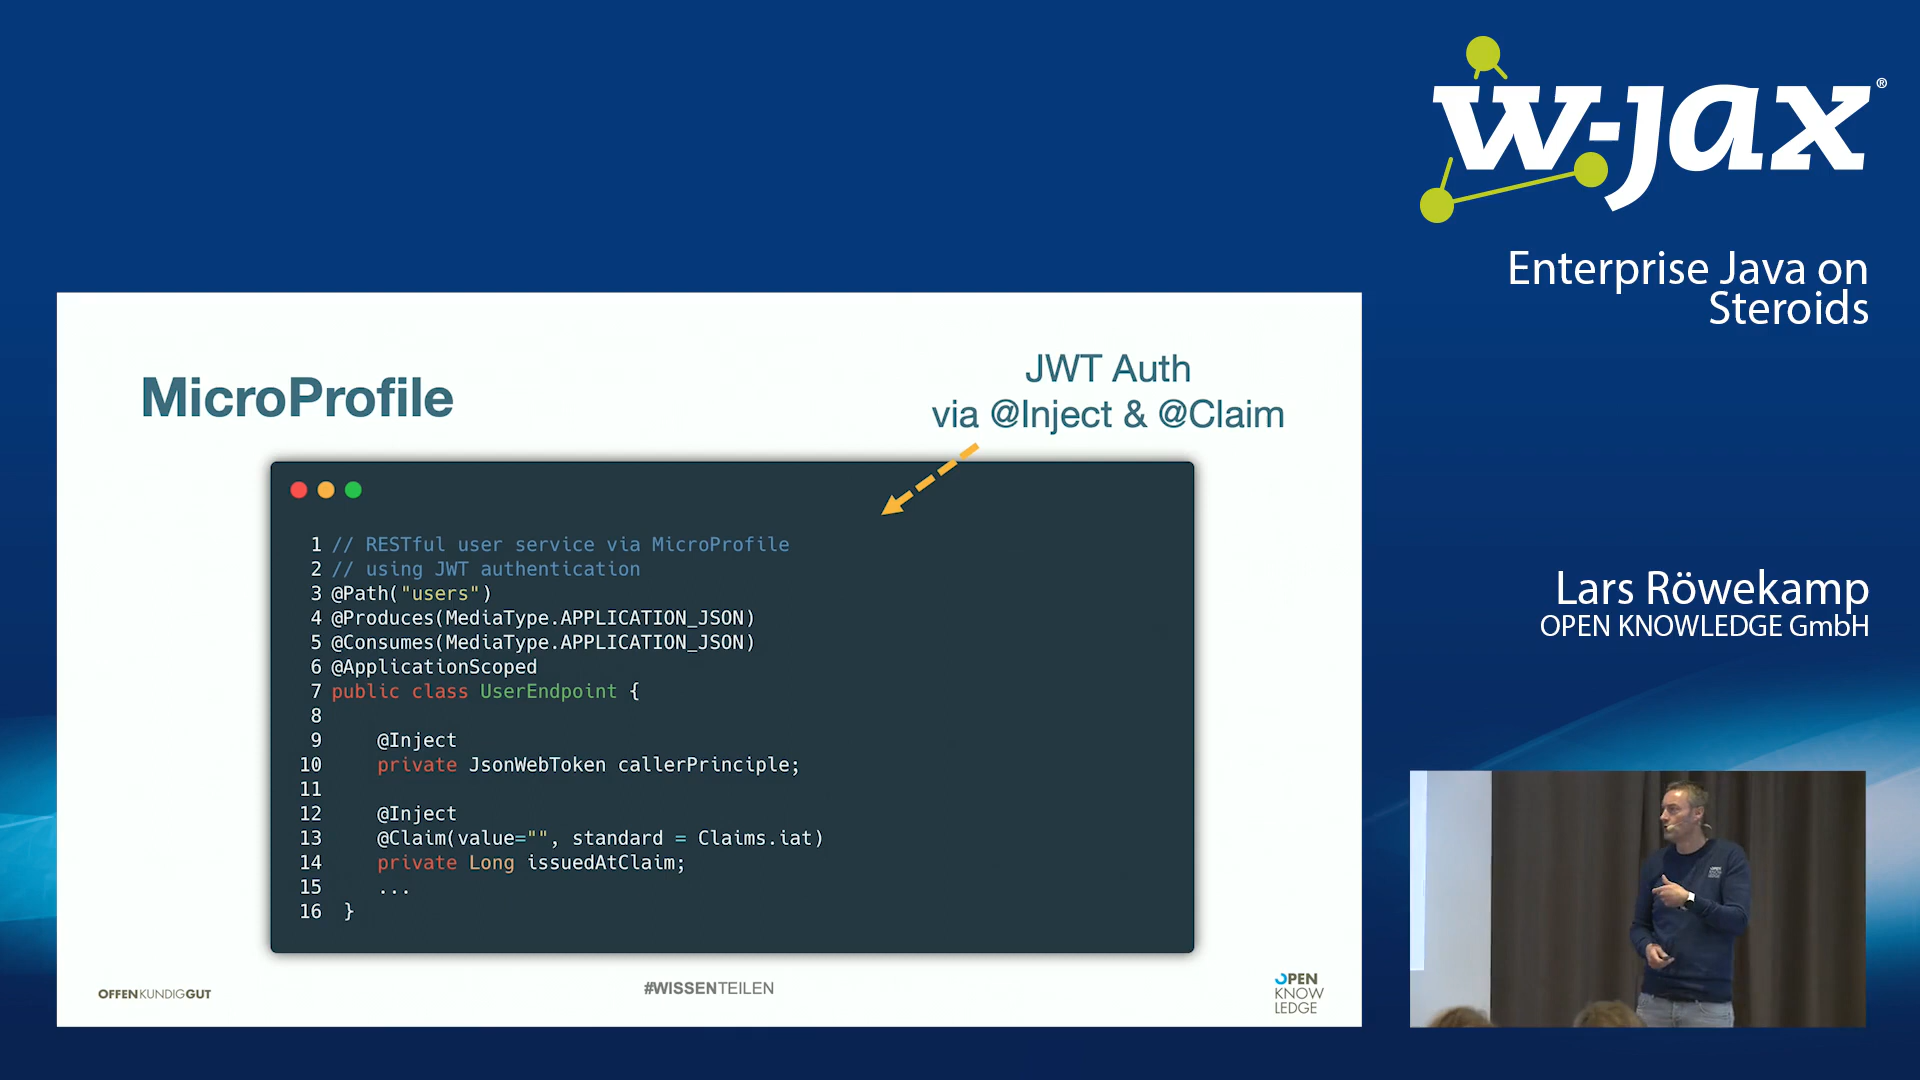 w-jax®
Enterprise Java on
Steroids
MicroProfile
JWT Auth
via @Inject & @Claim
1 // RESTful user service via MicroProfile
2 // using JWT authentication
3 @Path("users")
4 @Produces(MediaType.APPLICATION_JSON)
5 @Consumes(MediaType.APPLICATION_JSON)
6 @ApplicationScoped
7 public class UserEndpoint {
8
9     @Inject
10     private JsonWebToken callerPrinciple;
11
12     @Inject
13     @Claim(value="", standard = Claims.iat)
14     private Long issuedAtClaim;
15     ...
16 }
OFFENKUNDIGGUT
#WISSENTEILEN
OPEN
KNOW
LEDGE
Lars Röwekamp
OPEN KNOWLEDGE GmbH